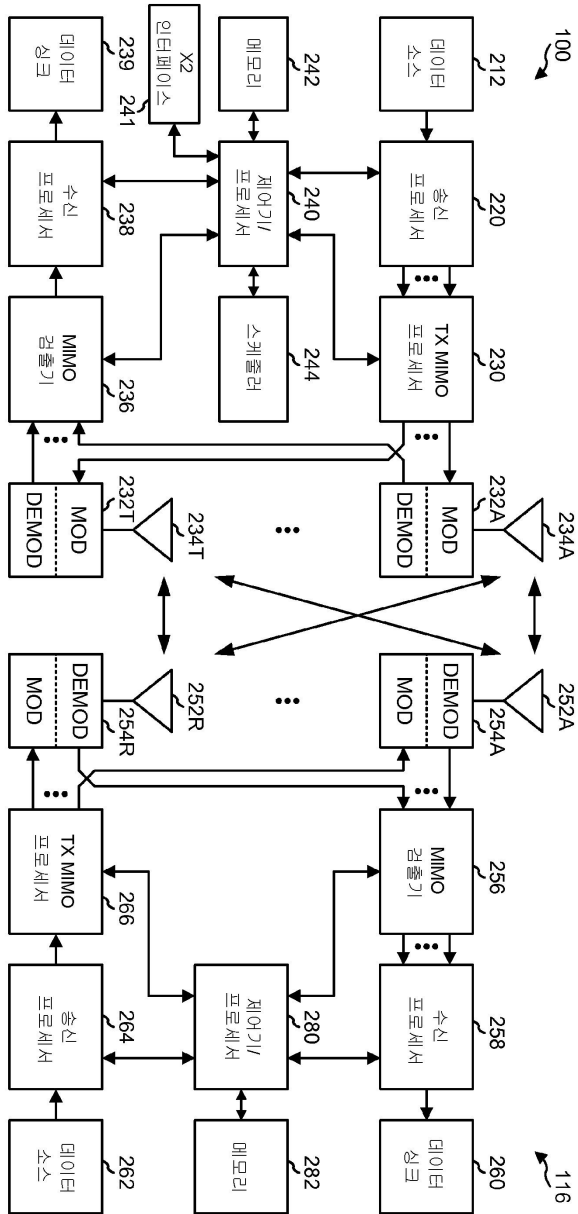 100
212
데이터
소스
220
송신
프로세서
230
TX MIMO
프로세서
232A
MOD
DEMOD
234A
242
메모리
X2
인터페이스
241
240
제어기/
프로세서
244
스케줄러
239
데이터
싱크
238
수신
프로세서
236
MIMO
검출기
232T
MOD
DEMOD
234T
116
252A
254A
DEMOD
MOD
256
MIMO
검출기
258
수신
프로세서
260
데이터
싱크
280
제어기/
프로세서
282
메모리
252R
254R
DEMOD
MOD
266
TX MIMO
프로세서
264
송신
프로세서
262
데이터
소스